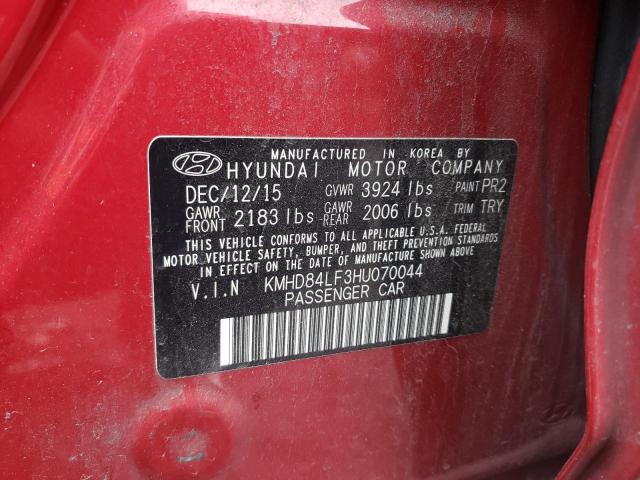 MANUFACTURED IN KOREA BY
HYUNDAI MOTOR COMPANY
DEC/12/15 GVWR 3924 lbs PAINT PR2
GAWR FRONT 2183 lbs GAWR REAR 2006 lbs TRIM TRY
THIS VEHICLE CONFORMS TO ALL APPLICABLE U.S.A. FEDERAL
MOTOR VEHICLE SAFETY, BUMPER, AND THEFT PREVENTION STANDARDS
IN EFFECT ON THE DATE OF MANUFACTURE SHOWN ABOVE.
V.I.N KMHD84LF3HU070044
PASSENGER CAR